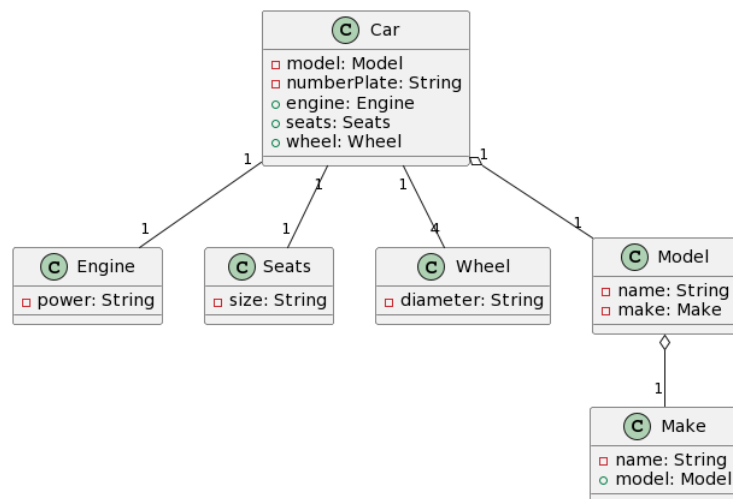 C Car
model: Model
numberPlate: String
engine: Engine
seats: Seats
wheel: Wheel
1 1 1 1
1 1 4 1
C Engine
power: String
C Seats
size: String
C Wheel
diameter: String
C Model
name: String
make: Make
1
C Make
name: String
model: Model